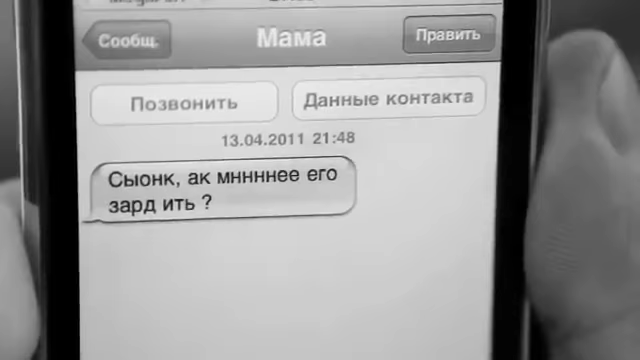 Сообщ.
Мама
Править
Позвонить
Данные контакта
13.04.2011 21:48
Сыонк, ак мннннее его
зард ить ?